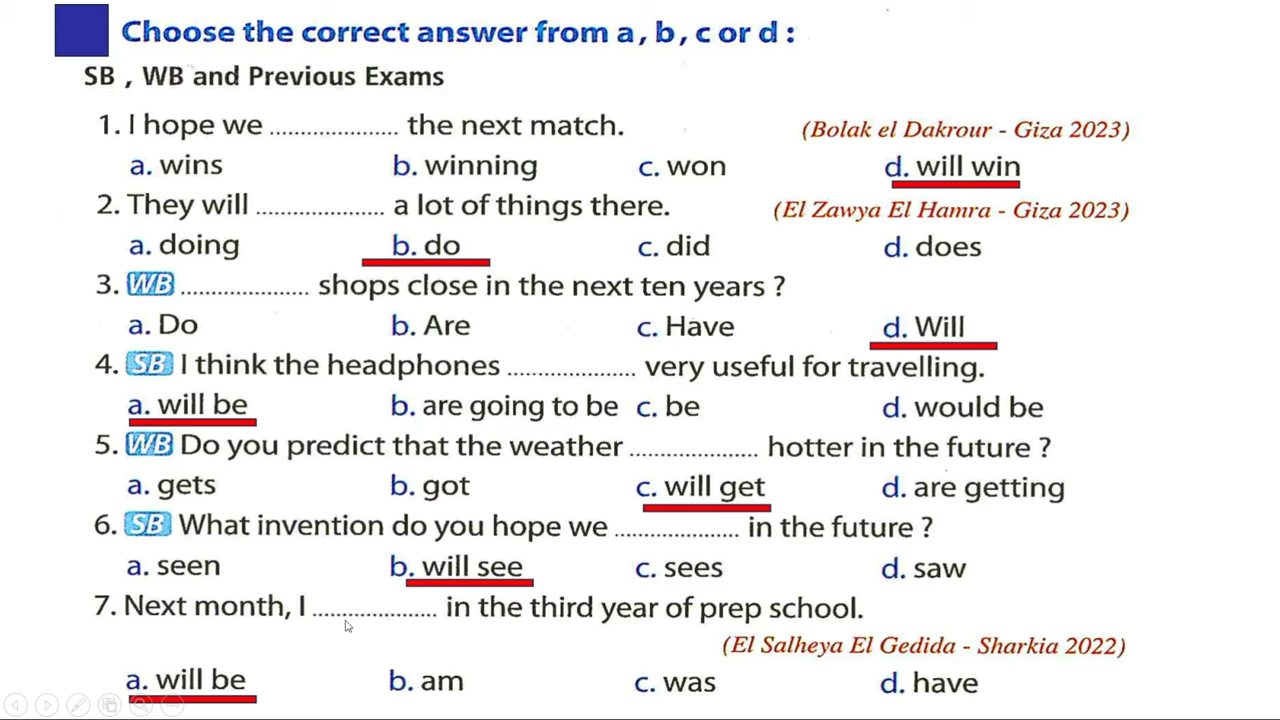 Choose the correct answer from a, b, c or d :
SB , WB and Previous Exams
1. I hope we ..................... the next match. (Bolak el Dakrour - Giza 2023)
a. wins b. winning c. won d. will win
2. They will ..................... a lot of things there. (El Zawya El Hamra - Giza 2023)
a. doing b. do c. did d. does
3. WB ..................... shops close in the next ten years ?
a. Do b. Are c. Have d. Will
4. SB I think the headphones ..................... very useful for travelling.
a. will be b. are going to be c. be d. would be
5. WB Do you predict that the weather ..................... hotter in the future ?
a. gets b. got c. will get d. are getting
6. SB What invention do you hope we ..................... in the future ?
a. seen b. will see c. sees d. saw
7. Next month, I ..................... in the third year of prep school.
(El Salheya El Gedida - Sharkia 2022)
a. will be b. am c. was d. have